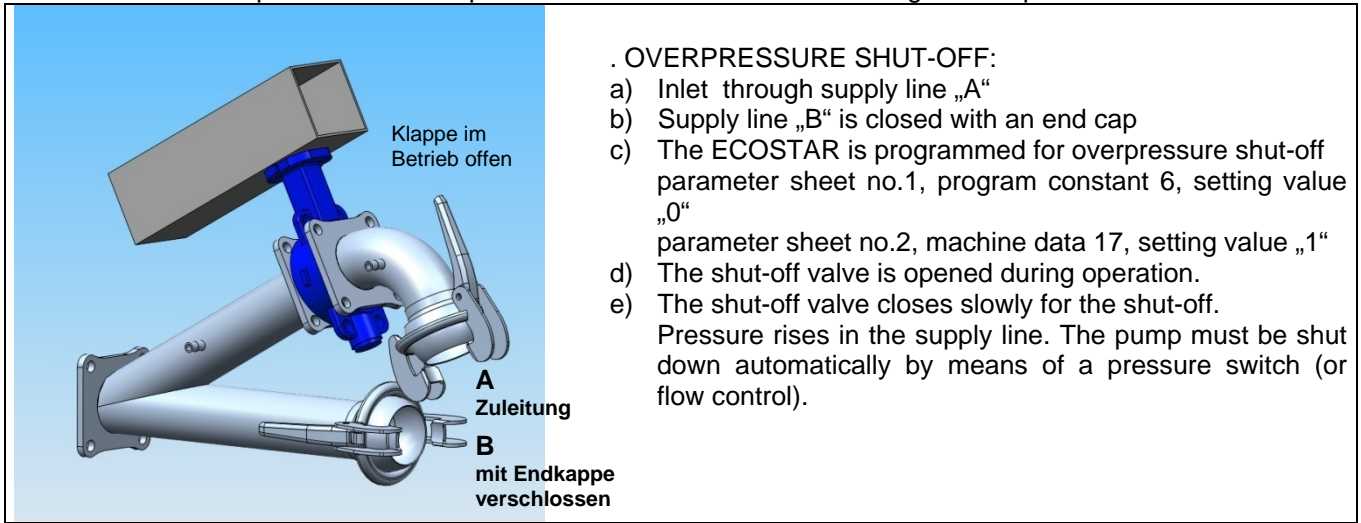 Klappe im
Betrieb offen
A
Zuleitung
B
mit Endkappe
verschlossen
. OVERPRESSURE SHUT-OFF:
a) Inlet through supply line „A“
b) Supply line „B“ is closed with an end cap
c) The ECOSTAR is programmed for overpressure shut-off
parameter sheet no.1, program constant 6, setting value
„0“
parameter sheet no.2, machine data 17, setting value „1“
d) The shut-off valve is opened during operation.
e) The shut-off valve closes slowly for the shut-off.
Pressure rises in the supply line. The pump must be shut
down automatically by means of a pressure switch (or
flow control).